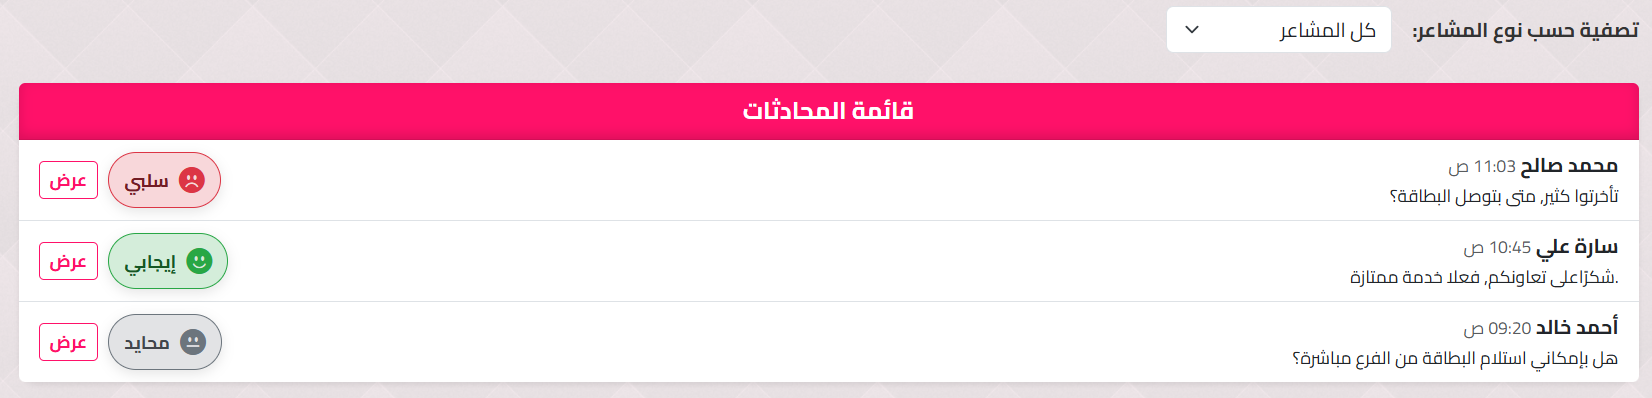 تصفية حسب نوع المشاعر: كل المشاعر
قائمة المحادثات
محمد صالح 11:03 ص
تأخرتوا كثير, متى بتوصل البطاقة؟
سلبي
عرض
سارة علي 10:45 ص
.شكرًاعلى تعاونكم, فعلا خدمة ممتازة
إيجابي
عرض
أحمد خالد 09:20 ص
هل بإمكاني استلام البطاقة من الفرع مباشرة؟
محايد
عرض